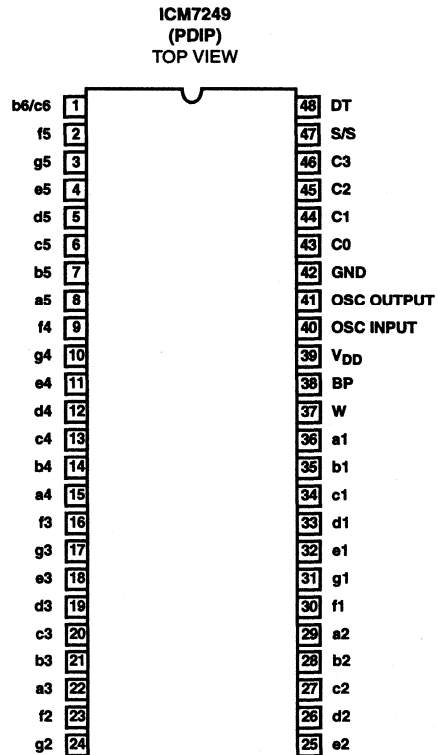 ICM7249
(PDIP)
TOP VIEW
b6/c6 1 48 DT
f5 2 47 S/S
g5 3 46 C3
e5 4 45 C2
d5 5 44 C1
c5 6 43 C0
b5 7 42 GND
a5 8 41 OSC OUTPUT
f4 9 40 OSC INPUT
g4 10 39 VDD
e4 11 38 BP
d4 12 37 W
c4 13 36 a1
b4 14 35 b1
a4 15 34 c1
f3 16 33 d1
g3 17 32 e1
e3 18 31 g1
d3 19 30 f1
c3 20 29 a2
b3 21 28 b2
a3 22 27 c2
f2 23 26 d2
g2 24 25 e2